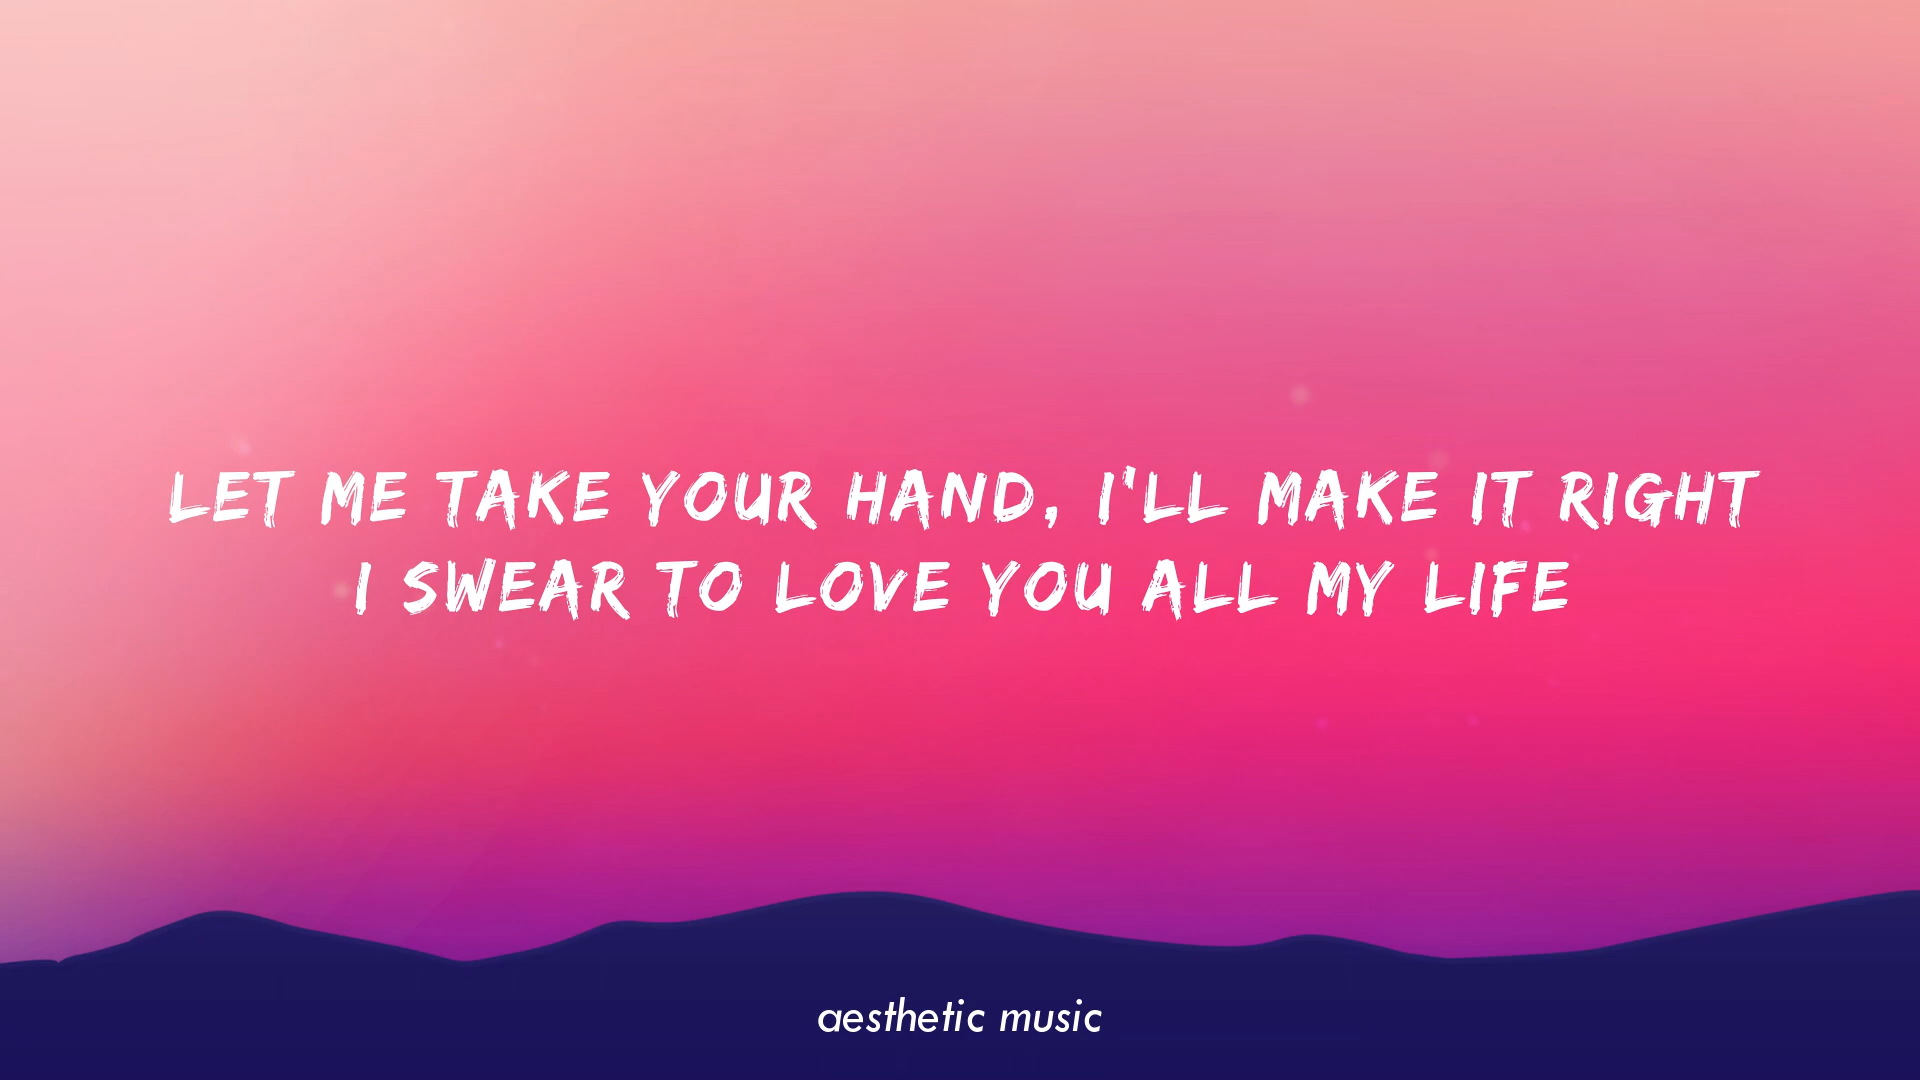 LET ME TAKE YOUR HAND, I'LL MAKE IT RIGHT
I SWEAR TO LOVE YOU ALL MY LIFE
aesthetic music